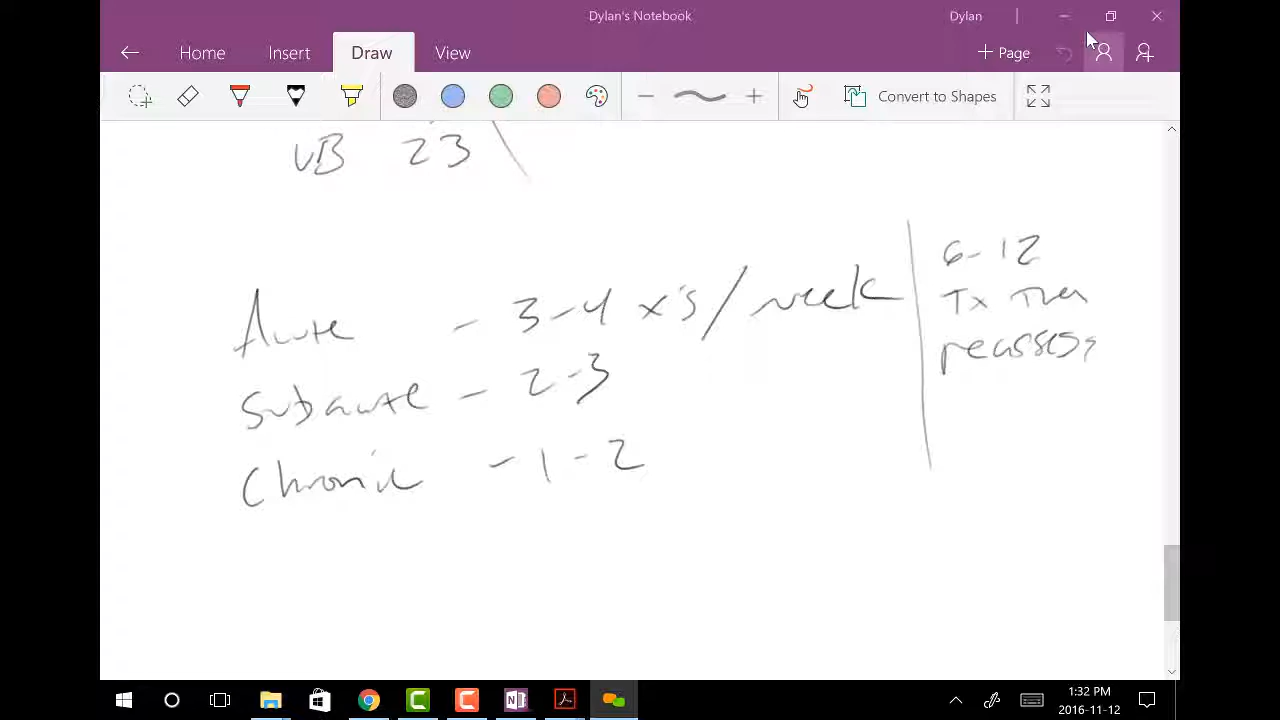 Dylan's Notebook
Dylan
Home Insert Draw View
+ Page
Convert to Shapes
UB 23
Acute - 3-4 x's/week
Subacute - 2-3
Chronic - 1-2
6-12
Tx Then
reassess
1:32 PM
2016-11-12